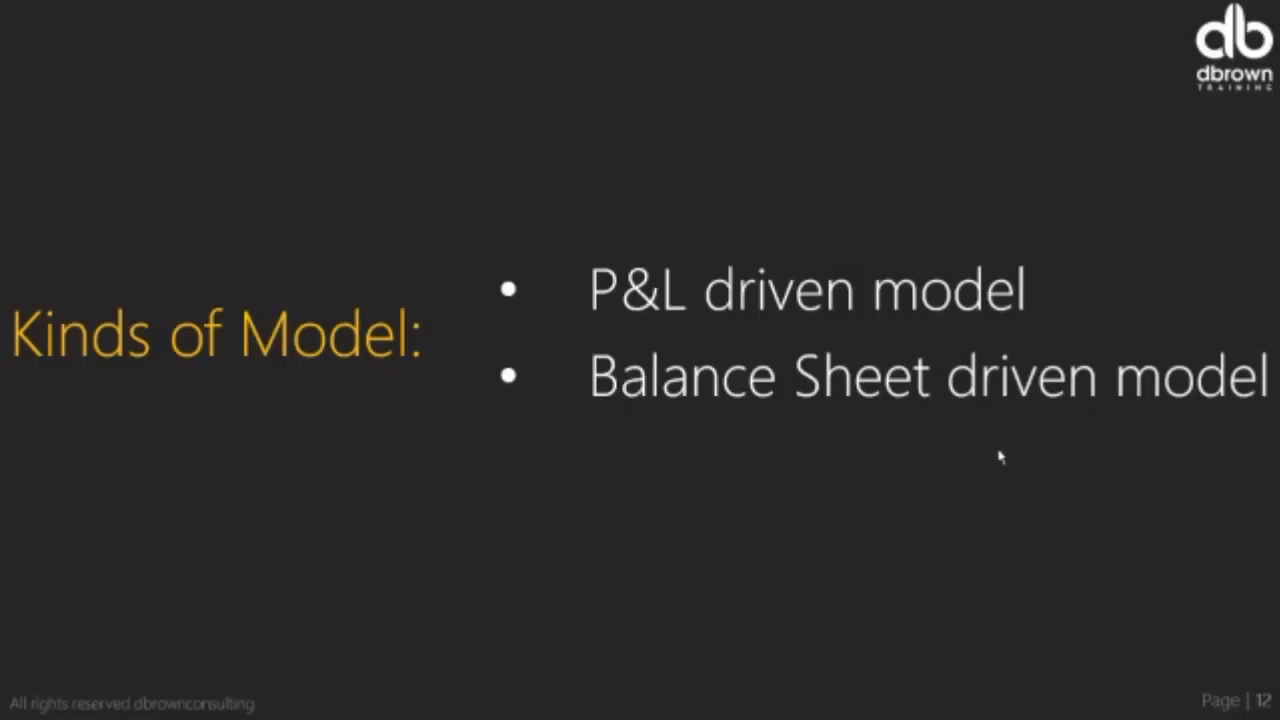 db
dbrown
TRAINING
Kinds of Model:
• P&L driven model
• Balance Sheet driven model
All rights reserved dbrownconsulting
Page | 12